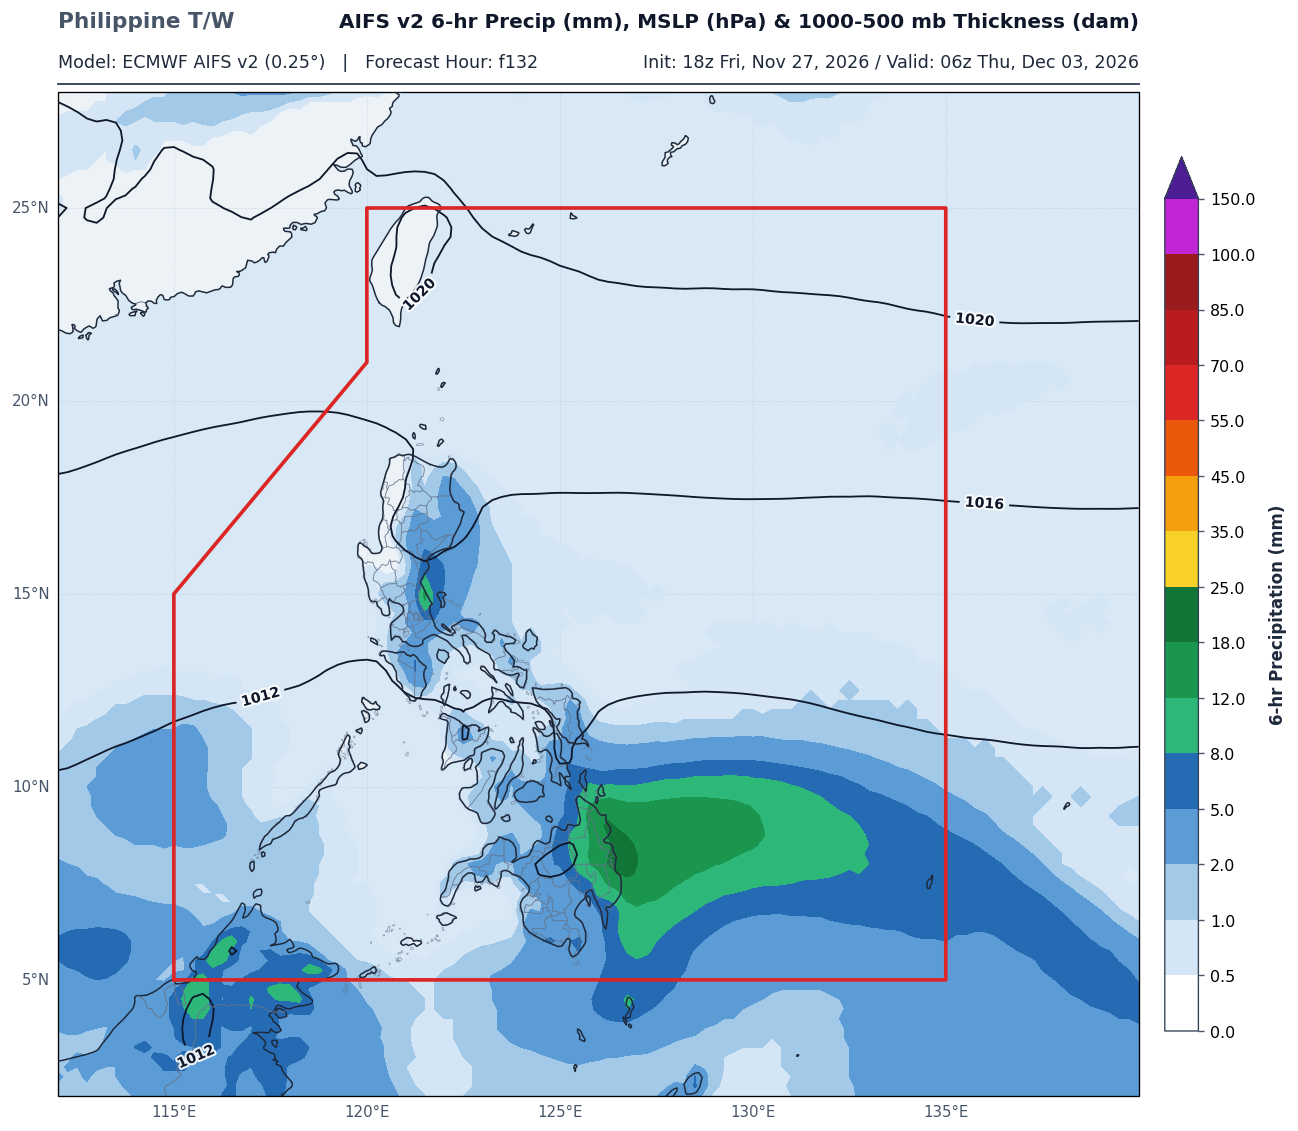 Philippine T/W
AIFS v2 6-hr Precip (mm), MSLP (hPa) & 1000-500 mb Thickness (dam)
Model: ECMWF AIFS v2 (0.25°) | Forecast Hour: f132
Init: 18z Fri, Nov 27, 2026 / Valid: 06z Thu, Dec 03, 2026
25°N
20°N
15°N
10°N
5°N
1020
1020
1016
1012
1012
115°E
120°E
125°E
130°E
135°E
150.0
100.0
85.0
70.0
55.0
45.0
35.0
25.0
18.0
12.0
8.0
5.0
2.0
1.0
0.5
0.0
6-hr Precipitation (mm)